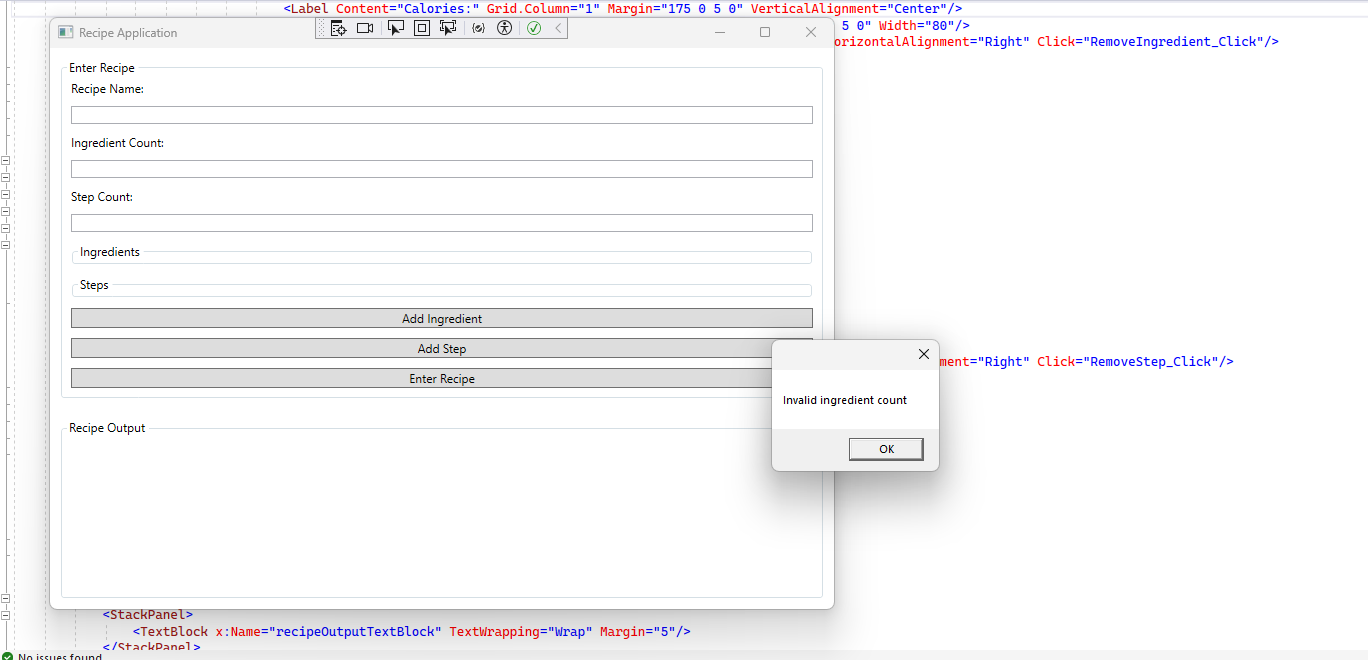 <Label Content="Calories:" Grid.Column="1" Margin="175 0 5 0" VerticalAlignment="Center"/>
5 0" Width="80"/>
orizontalAlignment="Right" Click="RemoveIngredient_Click"/>
Recipe Application
Enter Recipe
Recipe Name:
Ingredient Count:
Step Count:
Ingredients
Steps
Add Ingredient
Add Step
ment="Right" Click="RemoveStep_Click"/>
Enter Recipe
Invalid ingredient count
OK
Recipe Output
<StackPanel>
<TextBlock x:Name="recipeOutputTextBlock" TextWrapping="Wrap" Margin="5"/>
</StackPanel>
No issues found